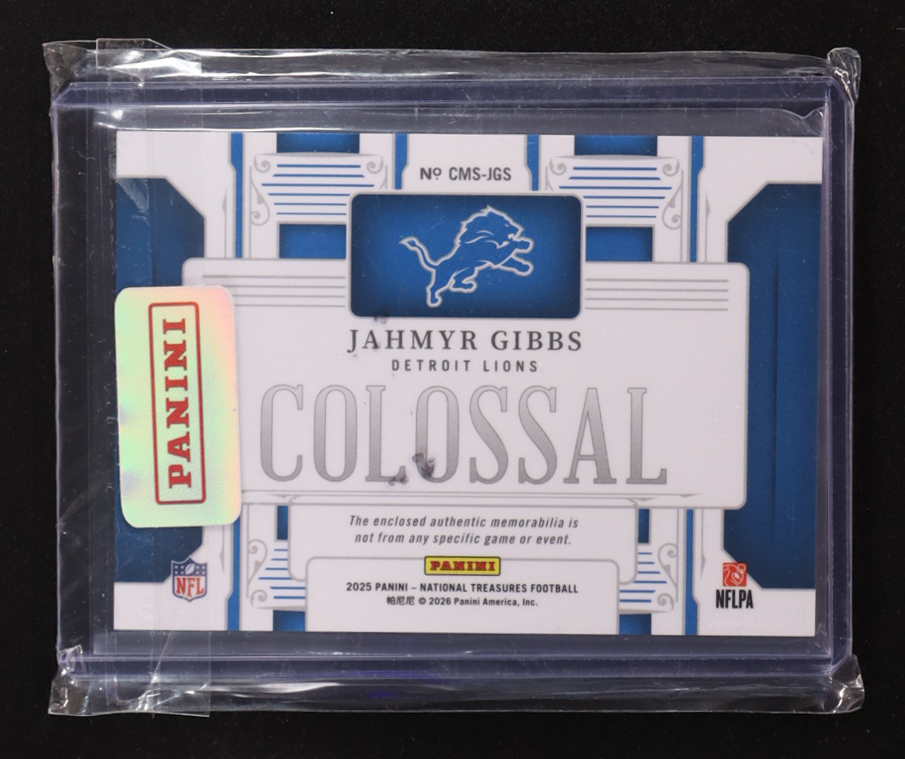 Nº CMS-JGS
JAHMYR GIBBS
DETROIT LIONS
COLOSSAL
PANINI
The enclosed authentic memorabilia is
not from any specific game or event.
PANINI
2025 PANINI – NATIONAL TREASURES FOOTBALL
帕尼尼 © 2026 Panini America, Inc.
NFL
NFLPA